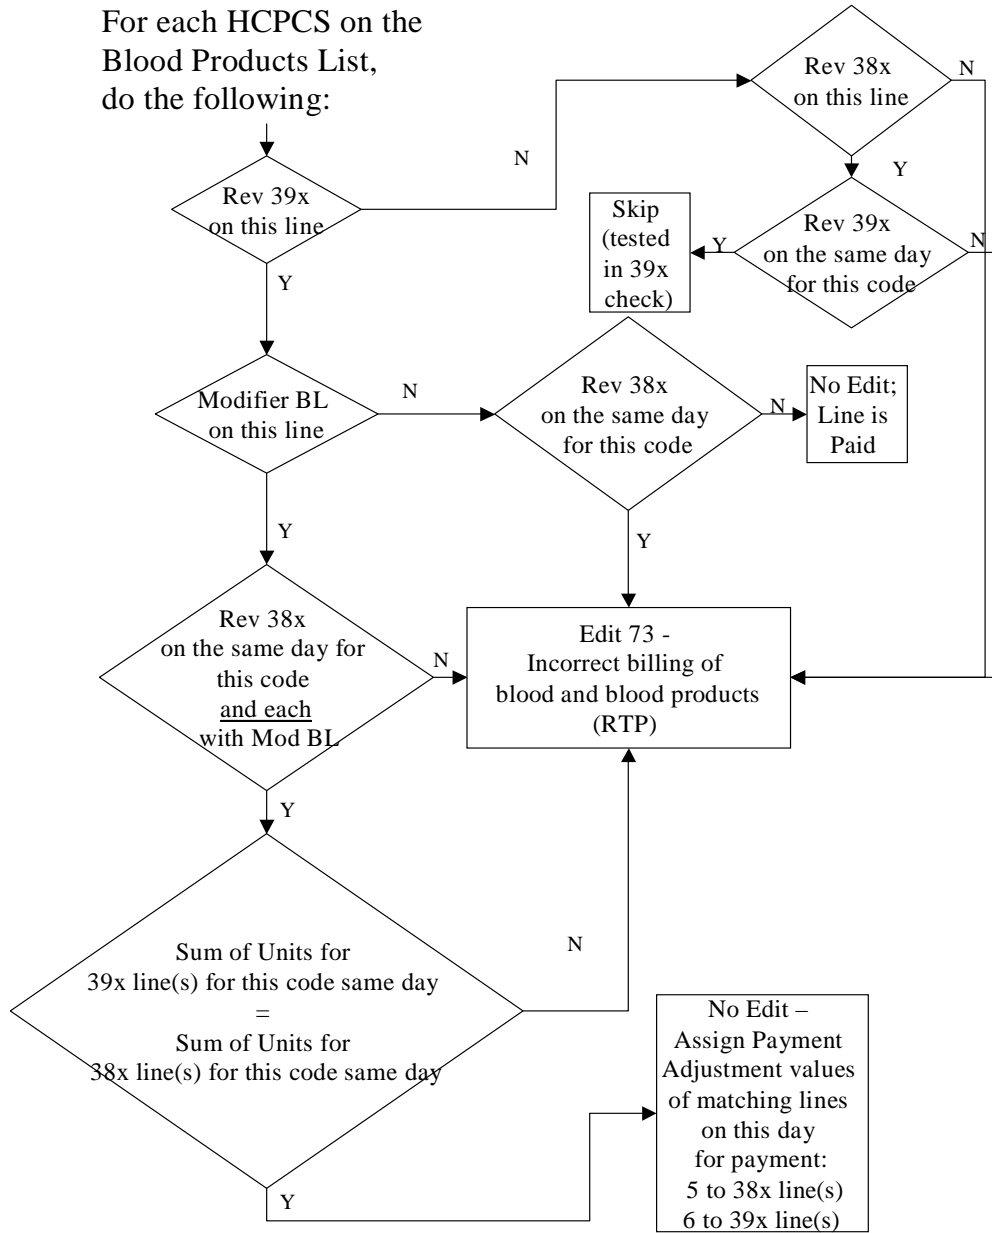 For each HCPCS on the
Blood Products List,
do the following:
Rev 38x
on this line
N
N
Y
Rev 39x
on this line
Skip
(tested
in 39x
check)
Y
Rev 39x
on the same day
for this code
N
Y
Modifier BL
on this line
N
Rev 38x
on the same day
for this code
N
No Edit;
Line is
Paid
Y
Y
Rev 38x
on the same day for
this code
and each
with Mod BL
N
Edit 73 -
Incorrect billing of
blood and blood products
(RTP)
Y
Sum of Units for
39x line(s) for this code same day
=
Sum of Units for
38x line(s) for this code same day
N
No Edit –
Assign Payment
Adjustment values
of matching lines
on this day
for payment:
5 to 38x line(s)
6 to 39x line(s)
Y